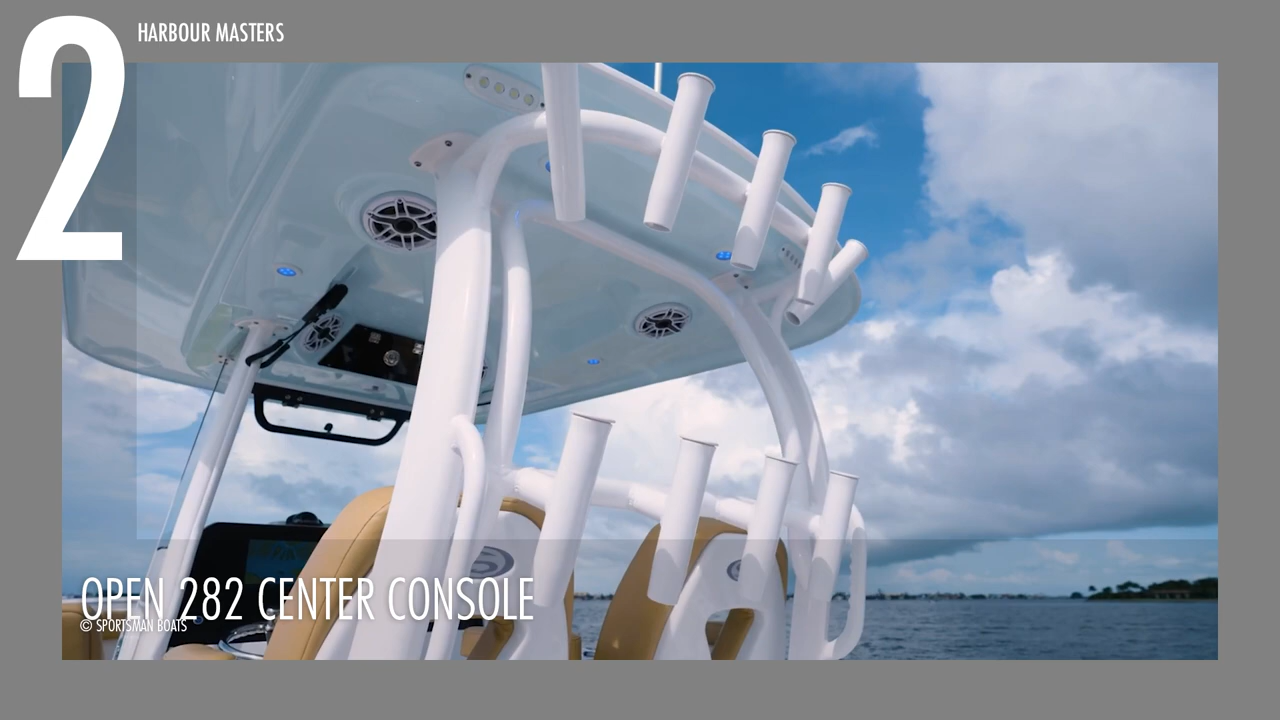 2
HARBOUR MASTERS
OPEN 282 CENTER CONSOLE
© SPORTSMAN BOATS